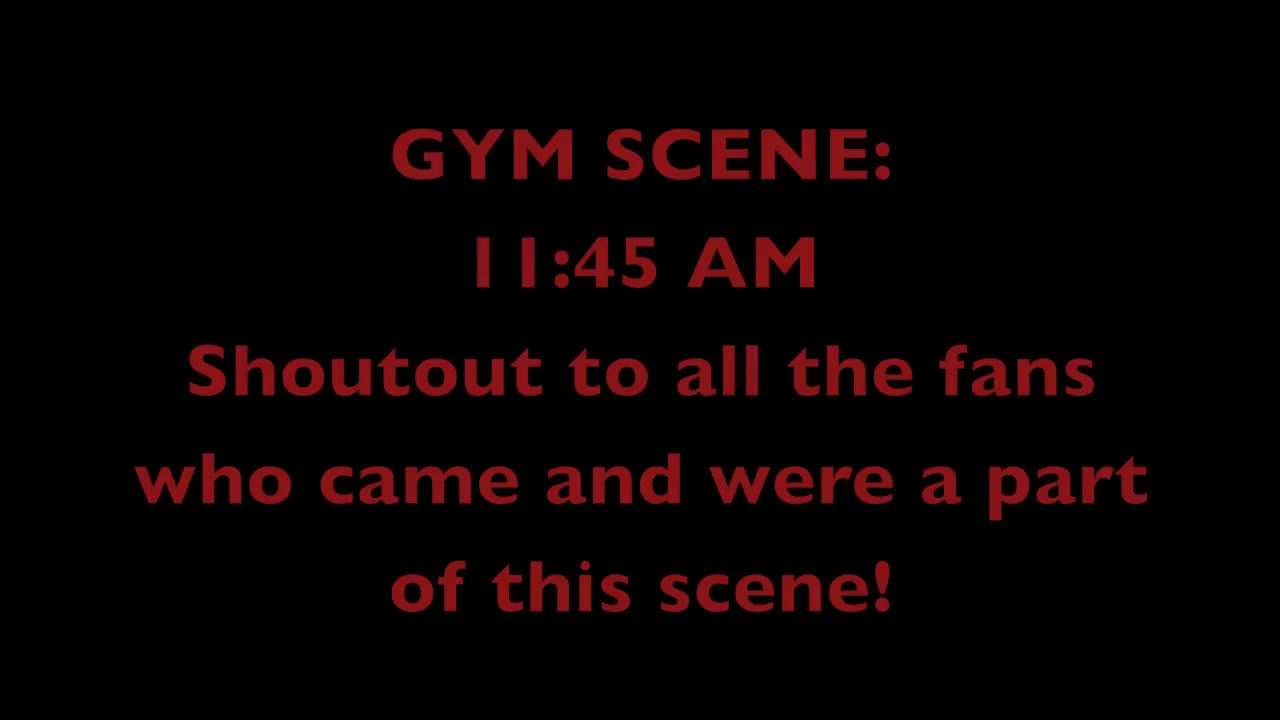 GYM SCENE:
11:45 AM
Shoutout to all the fans
who came and were a part
of this scene!